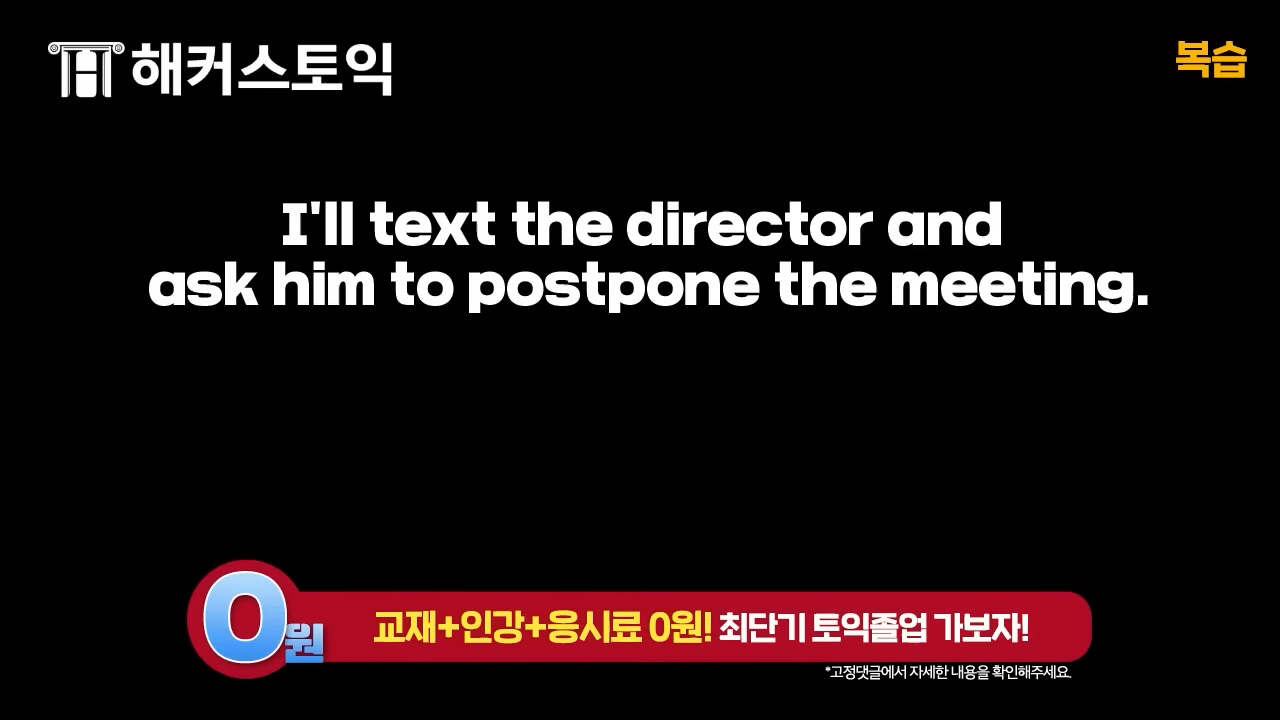 해커스토익
복습
I'll text the director and
ask him to postpone the meeting.
0원
교재+인강+응시료 0원! 최단기 토익졸업 가보자!
*고정댓글에서 자세한 내용을 확인해주세요.